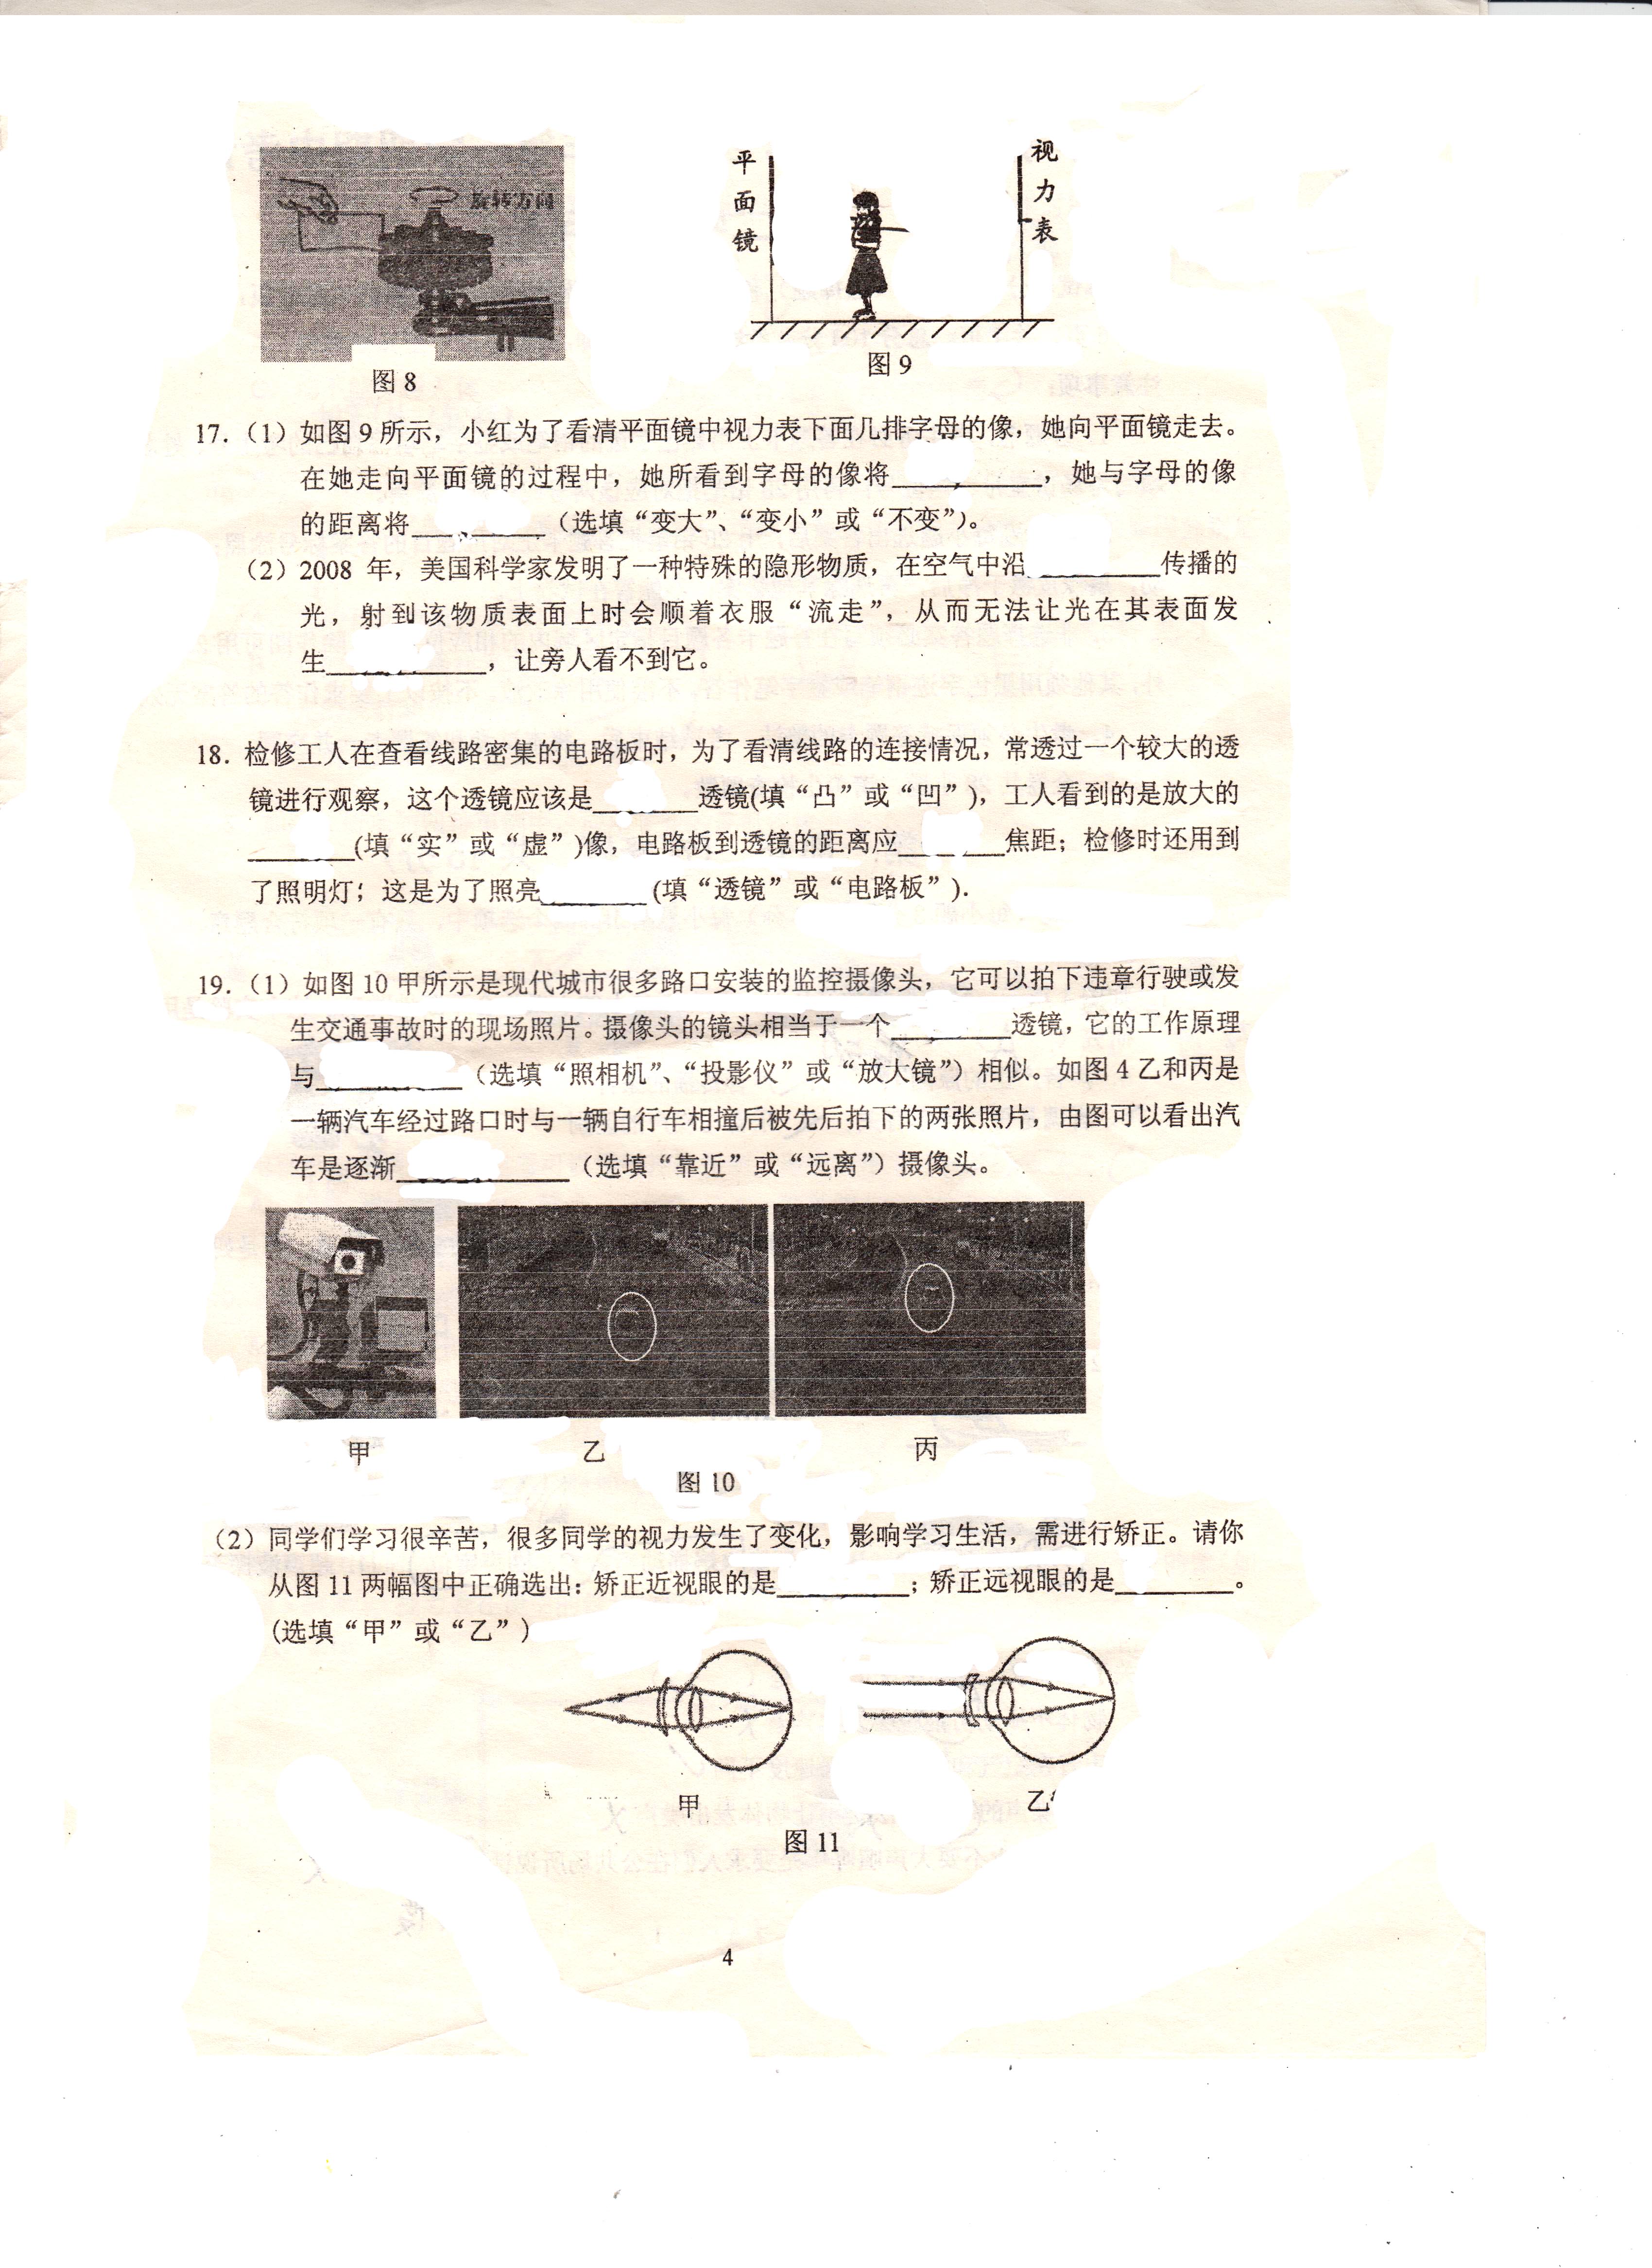 旋转方向
平面镜
视力表
图8
图9
17.（1）如图9所示，小红为了看清平面镜中视力表下面几排字母的像，她向平面镜走去。
在她走向平面镜的过程中，她所看到字母的像将__________，她与字母的像
的距离将__________（选填“变大”、“变小”或“不变”）。
（2）2008 年，美国科学家发明了一种特殊的隐形物质，在空气中沿__________传播的
光，射到该物质表面上时会顺着衣服“流走”，从而无法让光在其表面发
生__________，让旁人看不到它。
18. 检修工人在查看线路密集的电路板时，为了看清线路的连接情况，常透过一个较大的透
镜进行观察，这个透镜应该是________透镜(填“凸”或“凹”)，工人看到的是放大的
________(填“实”或“虚”)像，电路板到透镜的距离应________焦距；检修时还用到
了照明灯；这是为了照亮________ (填“透镜”或“电路板”).
19.（1）如图10甲所示是现代城市很多路口安装的监控摄像头，它可以拍下违章行驶或发
生交通事故时的现场照片。摄像头的镜头相当于一个________透镜，它的工作原理
与__________（选填“照相机”、“投影仪”或“放大镜”）相似。如图4乙和丙是
一辆汽车经过路口时与一辆自行车相撞后被先后拍下的两张照片，由图可以看出汽
车是逐渐____________（选填“靠近”或“远离”）摄像头。
甲 乙 丙
图10
（2）同学们学习很辛苦，很多同学的视力发生了变化，影响学习生活，需进行矫正。请你
从图11两幅图中正确选出：矫正近视眼的是__________；矫正远视眼的是_________。
(选填“甲”或“乙”)
甲 乙
图11
4